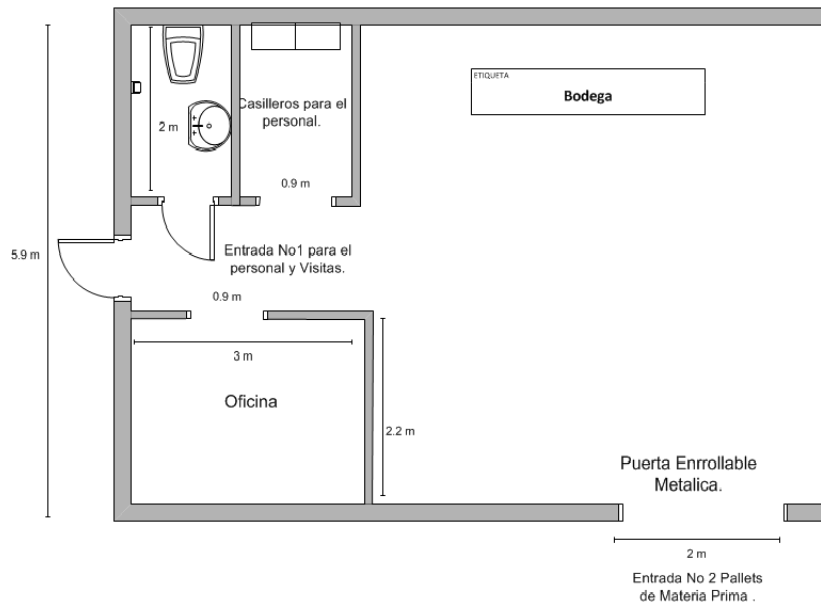 ETIQUETA
Bodega
Casilleros para el
personal.
2 m
0.9 m
5.9 m
Entrada No1 para el
personal y Visitas.
0.9 m
3 m
Oficina
2.2 m
Puerta Enrrollable
Metalica.
2 m
Entrada No 2 Pallets
de Materia Prima .